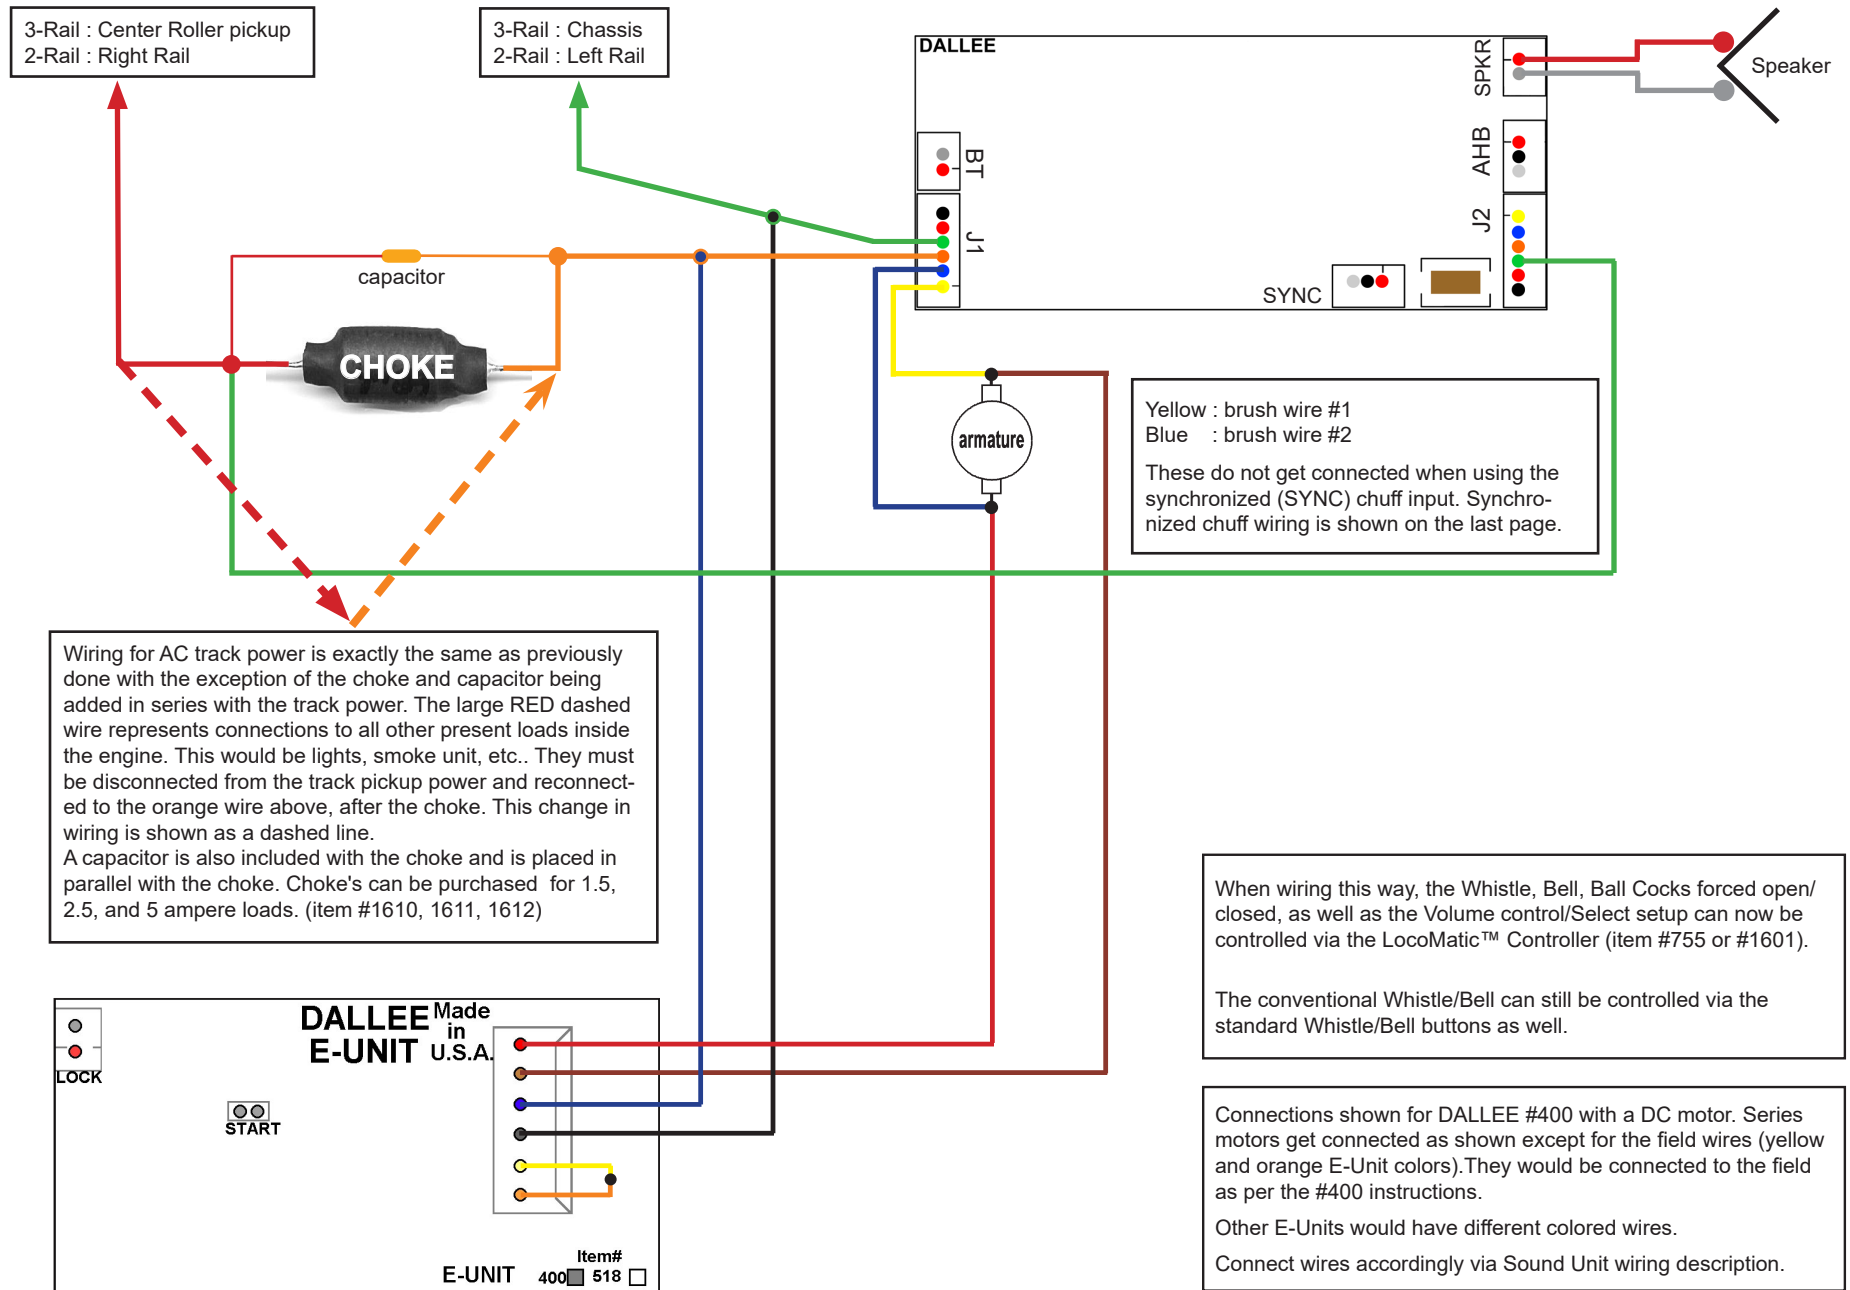 3-Rail : Center Roller pickup
2-Rail : Right Rail
3-Rail : Chassis
2-Rail : Left Rail
DALLEE
SPKR
Speaker
AHB
BT
J1
J2
SYNC
capacitor
CHOKE
armature
Yellow : brush wire #1
Blue : brush wire #2
These do not get connected when using the
synchronized (SYNC) chuff input. Synchro-
nized chuff wiring is shown on the last page.
Wiring for AC track power is exactly the same as previously
done with the exception of the choke and capacitor being
added in series with the track power. The large RED dashed
wire represents connections to all other present loads inside
the engine. This would be lights, smoke unit, etc.. They must
be disconnected from the track pickup power and reconnect-
ed to the orange wire above, after the choke. This change in
wiring is shown as a dashed line.
A capacitor is also included with the choke and is placed in
parallel with the choke. Choke's can be purchased for 1.5,
2.5, and 5 ampere loads. (item #1610, 1611, 1612)
When wiring this way, the Whistle, Bell, Ball Cocks forced open/
closed, as well as the Volume control/Select setup can now be
controlled via the LocoMatic™ Controller (item #755 or #1601).
The conventional Whistle/Bell can still be controlled via the
standard Whistle/Bell buttons as well.
DALLEE
E-UNIT
Made
in
U.S.A.
LOCK
START
Item#
E-UNIT 400 518
Connections shown for DALLEE #400 with a DC motor. Series
motors get connected as shown except for the field wires (yellow
and orange E-Unit colors).They would be connected to the field
as per the #400 instructions.
Other E-Units would have different colored wires.
Connect wires accordingly via Sound Unit wiring description.